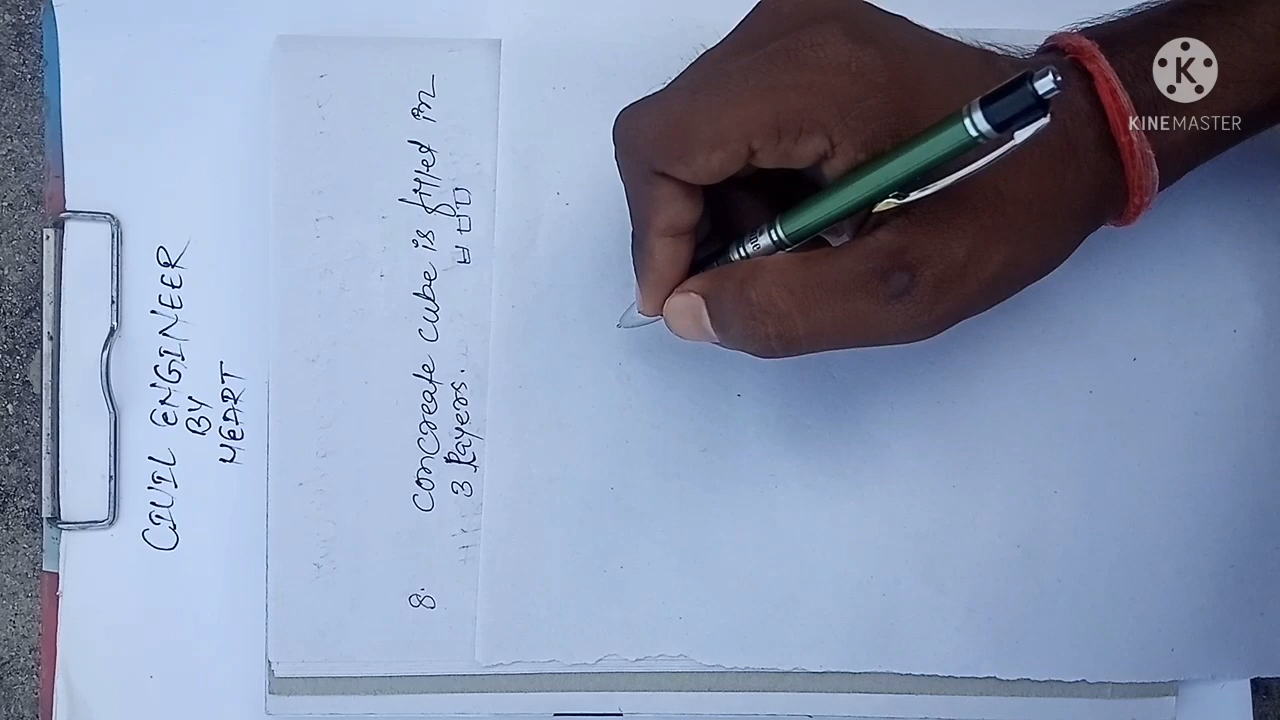 CIVIL ENGINEER
BY
HEART
8. Concreate cube is filled in
3 layers.
KINEMASTER